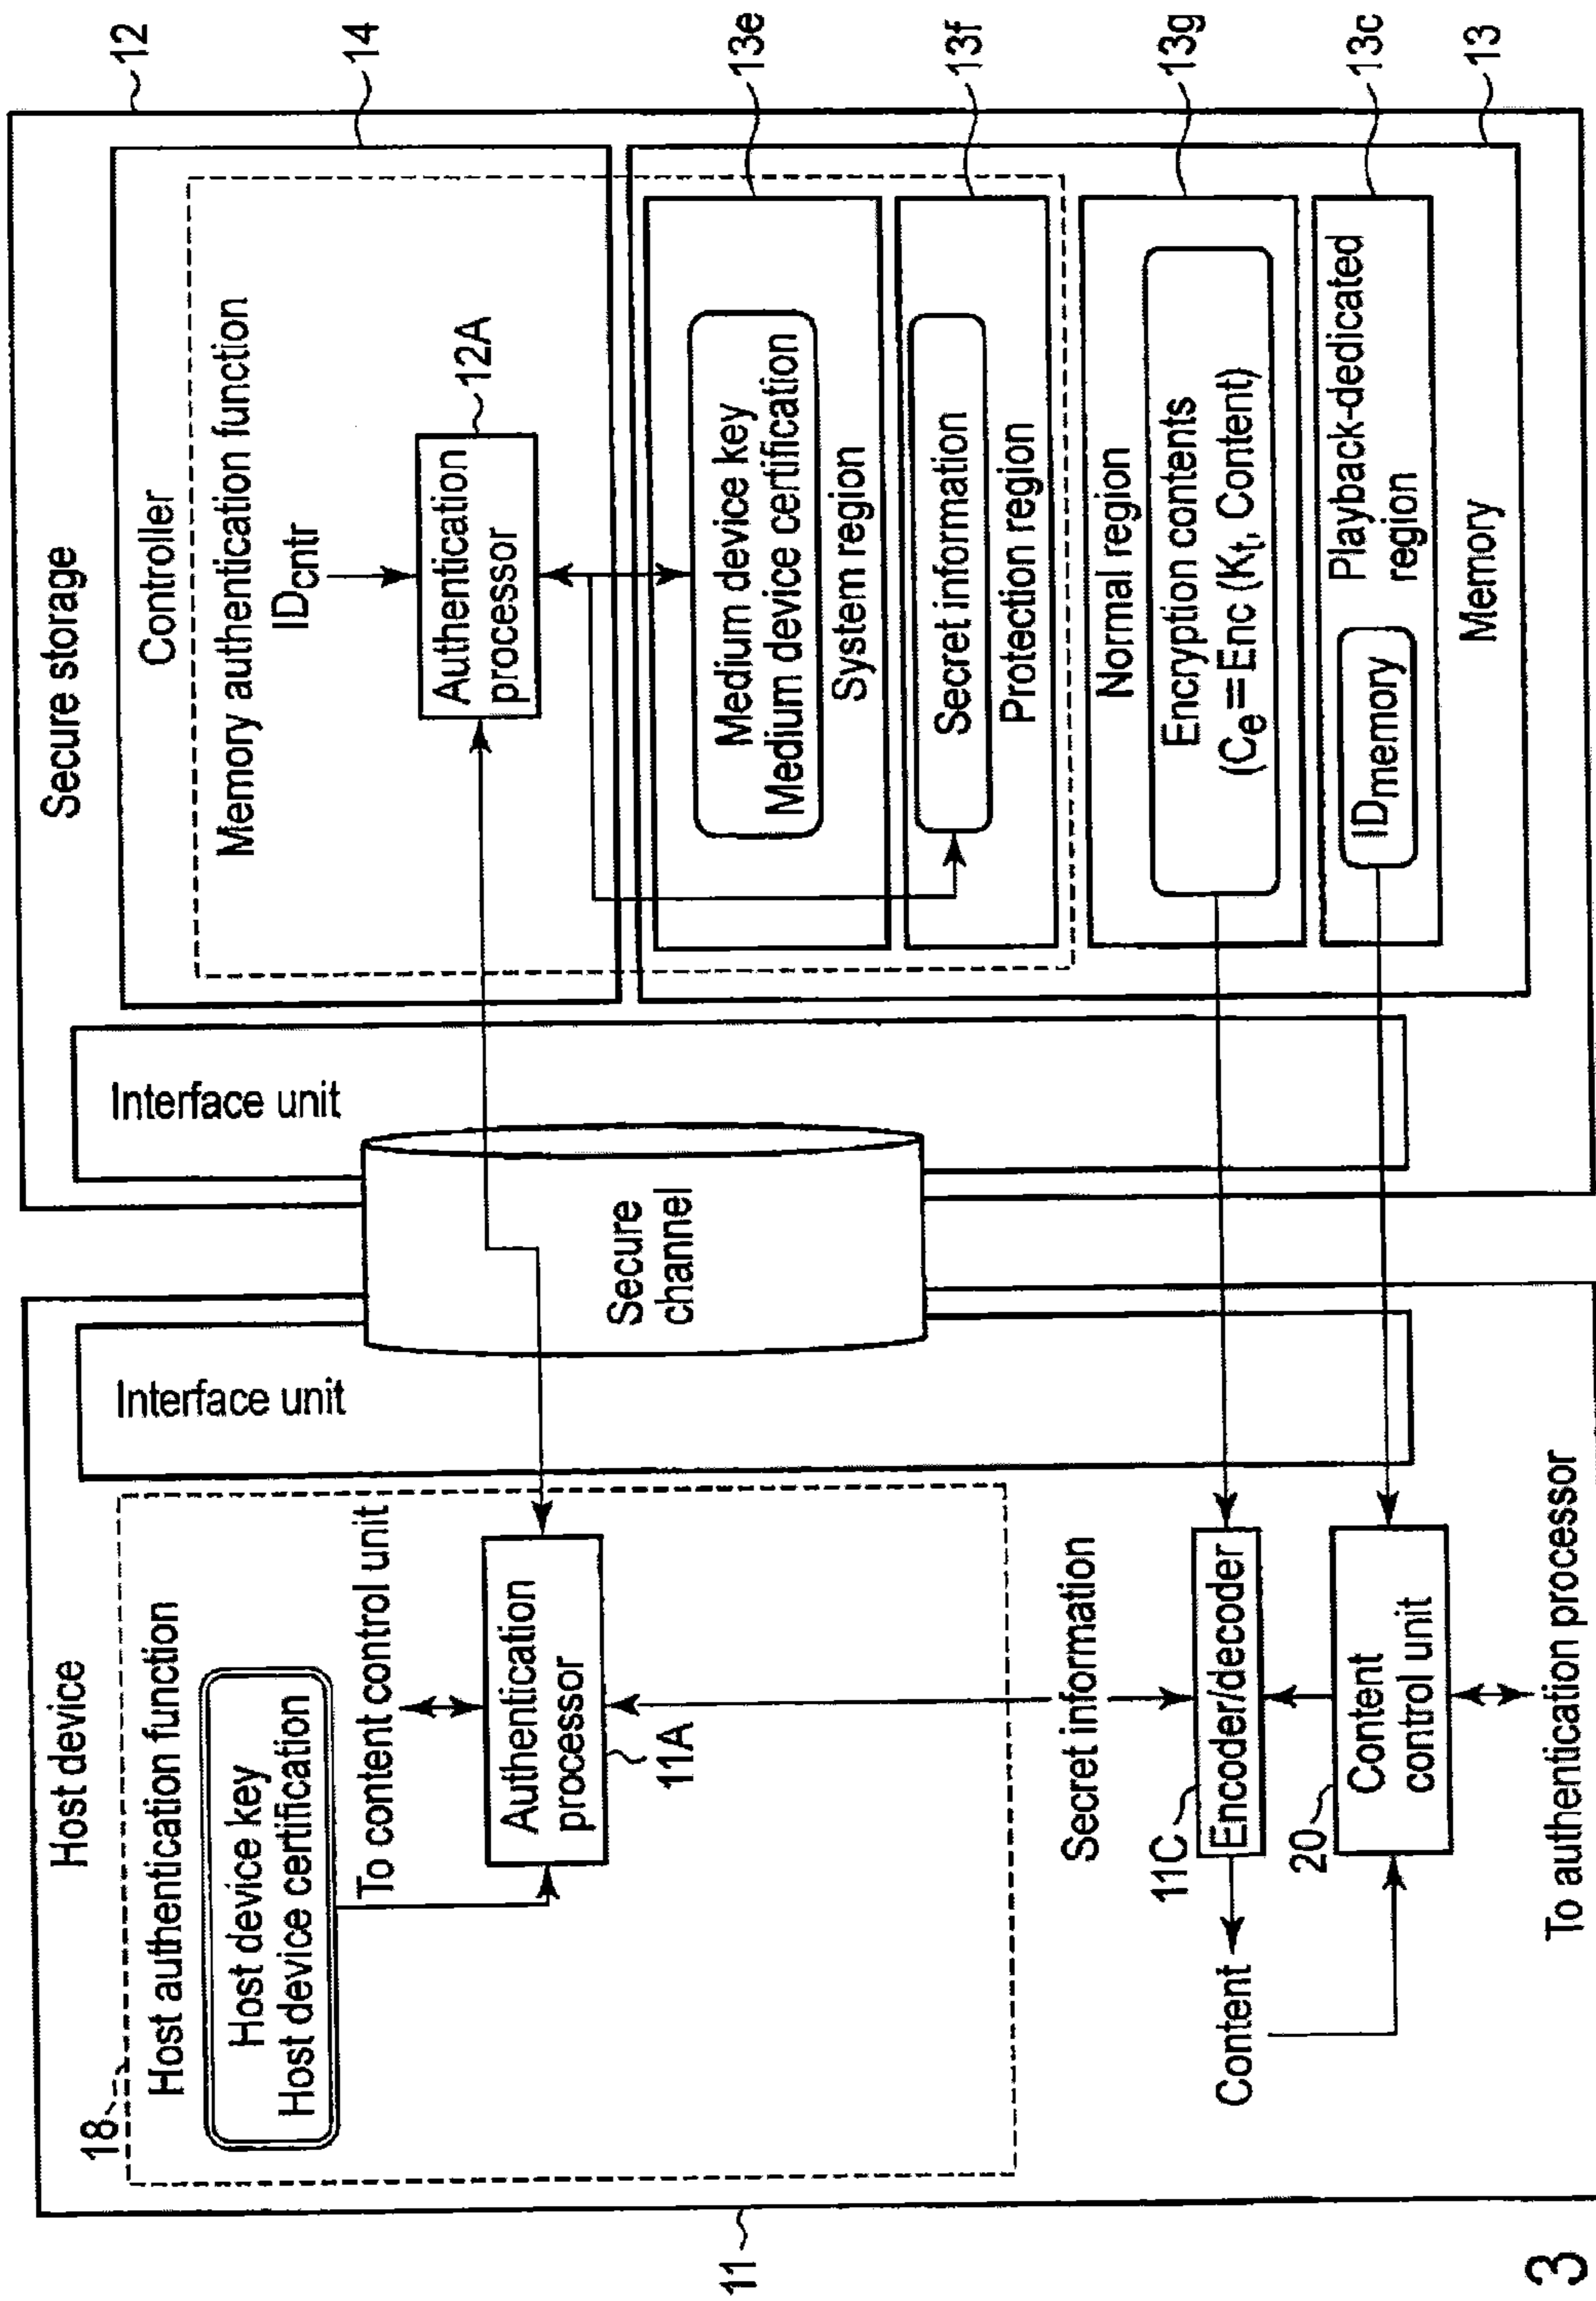 Host device
18
Host authentication function
Host device key
Host device certification
To content control unit
Authentication
processor
11A
Secret information
11C
Encoder/decoder
Content
20
Content
control unit
To authentication processor
11
Interface unit
Secure
channel
Interface unit
Secure storage
12
Controller
14
Memory authentication function
IDcntr
Authentication
processor
12A
Medium device key
Medium device certification
System region
13e
Secret information
Protection region
13f
Normal region
Encryption contents
(Ce==Enc (Kt, Content)
13g
IDmemory
Playback-dedicated
region
13c
Memory
13
3